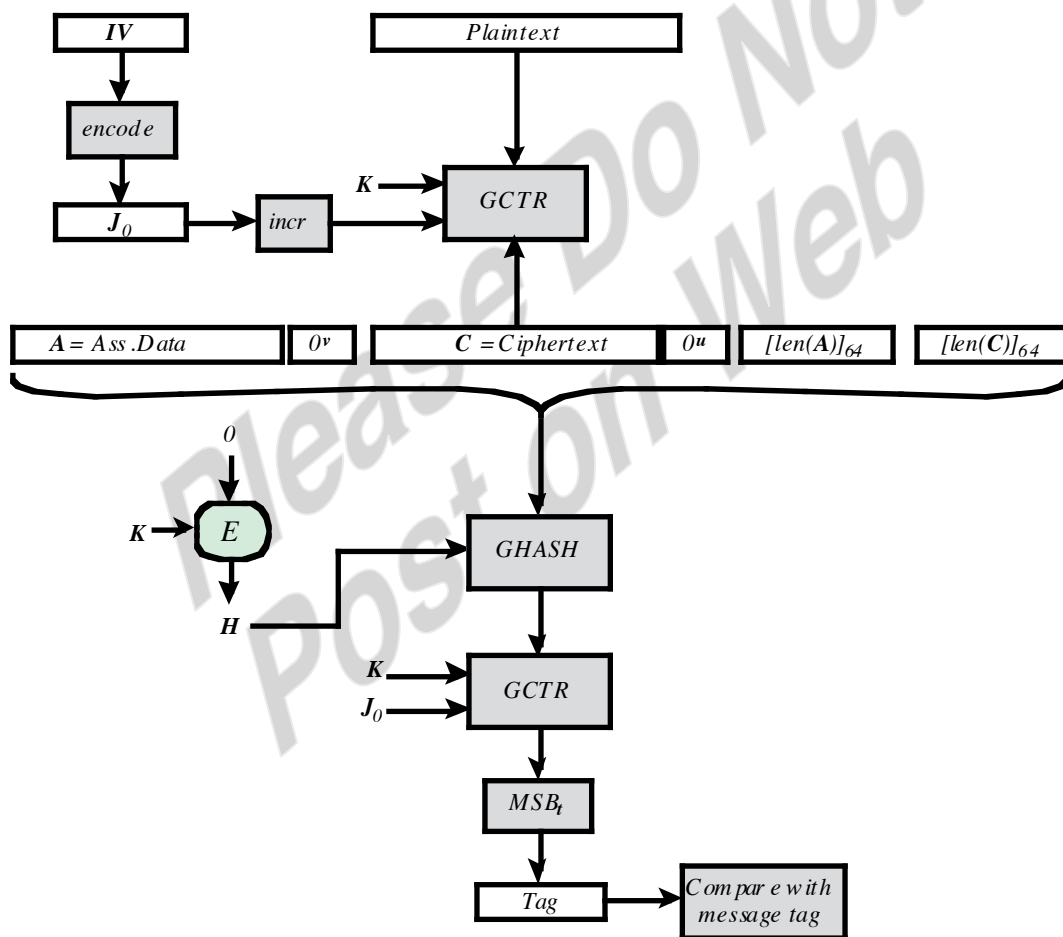 IV
Plaintext
encode
K
GCTR
J0
incr
A = Ass.Data
0v
C = Ciphertext
0u
[len(A)]64
[len(C)]64
0
K
E
GHASH
H
K
GCTR
J0
MSBt
Tag
Compare with
message tag
Please Do Not
Post on Web